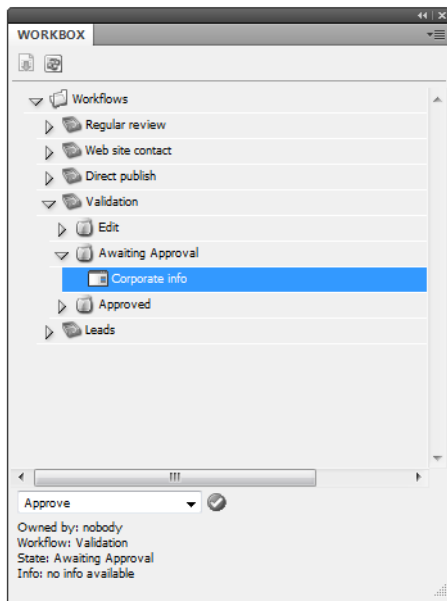 WORKBOX
Workflows
Regular review
Web site contact
Direct publish
Validation
Edit
Awaiting Approval
Corporate info
Approved
Leads
Approve
Owned by: nobody
Workflow: Validation
State: Awaiting Approval
Info: no info available